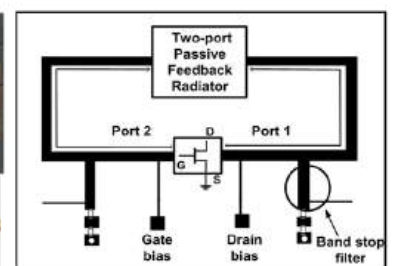 Two-port
Passive
Feedback
Radiator
Port 2
Port 1
D
G
S
Gate
bias
Drain
bias
Band stop
filter